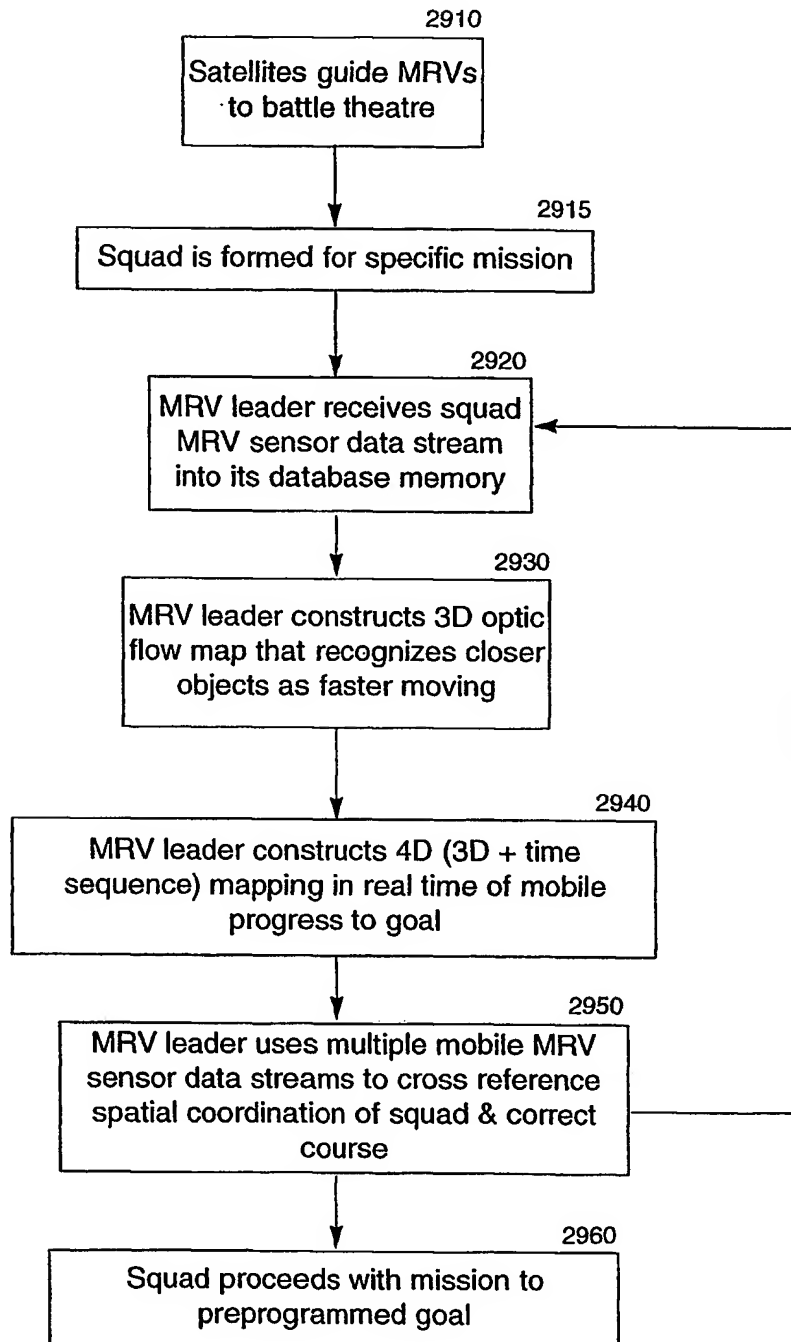 2910
Satellites guide MRVs
to battle theatre
2915
Squad is formed for specific mission
2920
MRV leader receives squad
MRV sensor data stream
into its database memory
2930
MRV leader constructs 3D optic
flow map that recognizes closer
objects as faster moving
2940
MRV leader constructs 4D (3D + time
sequence) mapping in real time of mobile
progress to goal
2950
MRV leader uses multiple mobile MRV
sensor data streams to cross reference
spatial coordination of squad & correct
course
2960
Squad proceeds with mission to
preprogrammed goal